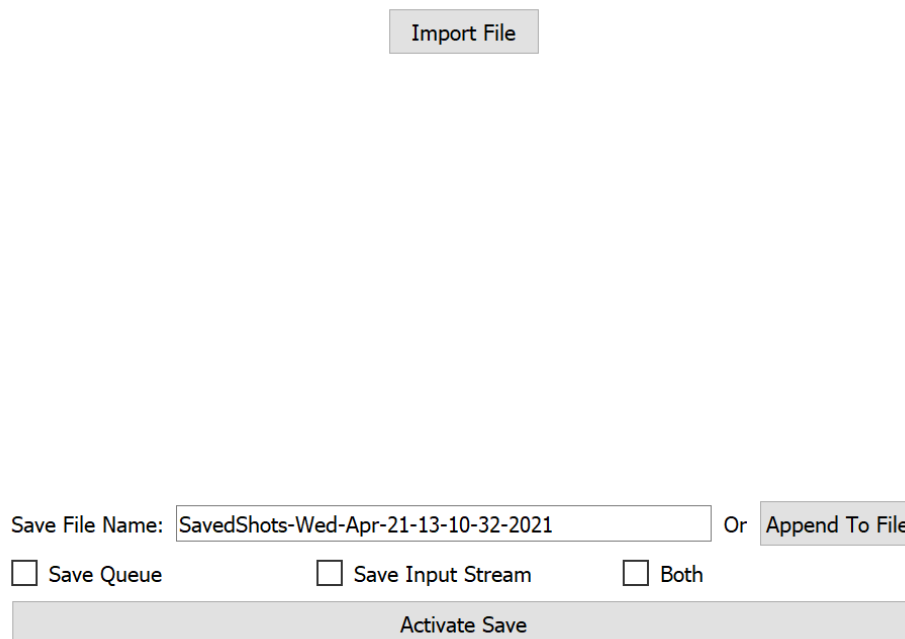 Import File
Save File Name: SavedShots-Wed-Apr-21-13-10-32-2021 Or Append To File
Save Queue Save Input Stream Both
Activate Save